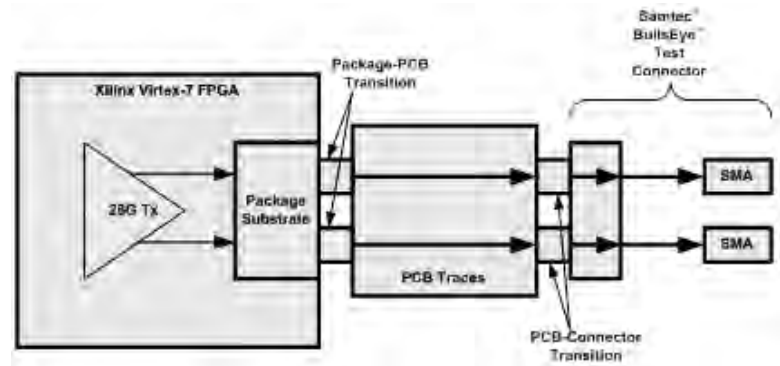 Samtec
BullsEye™
Test
Connector
Package-PCB
Transition
Xilinx Virtex-7 FPGA
28G Tx
Package
Substrate
SMA
SMA
PCB Traces
PCB-Connector
Transition